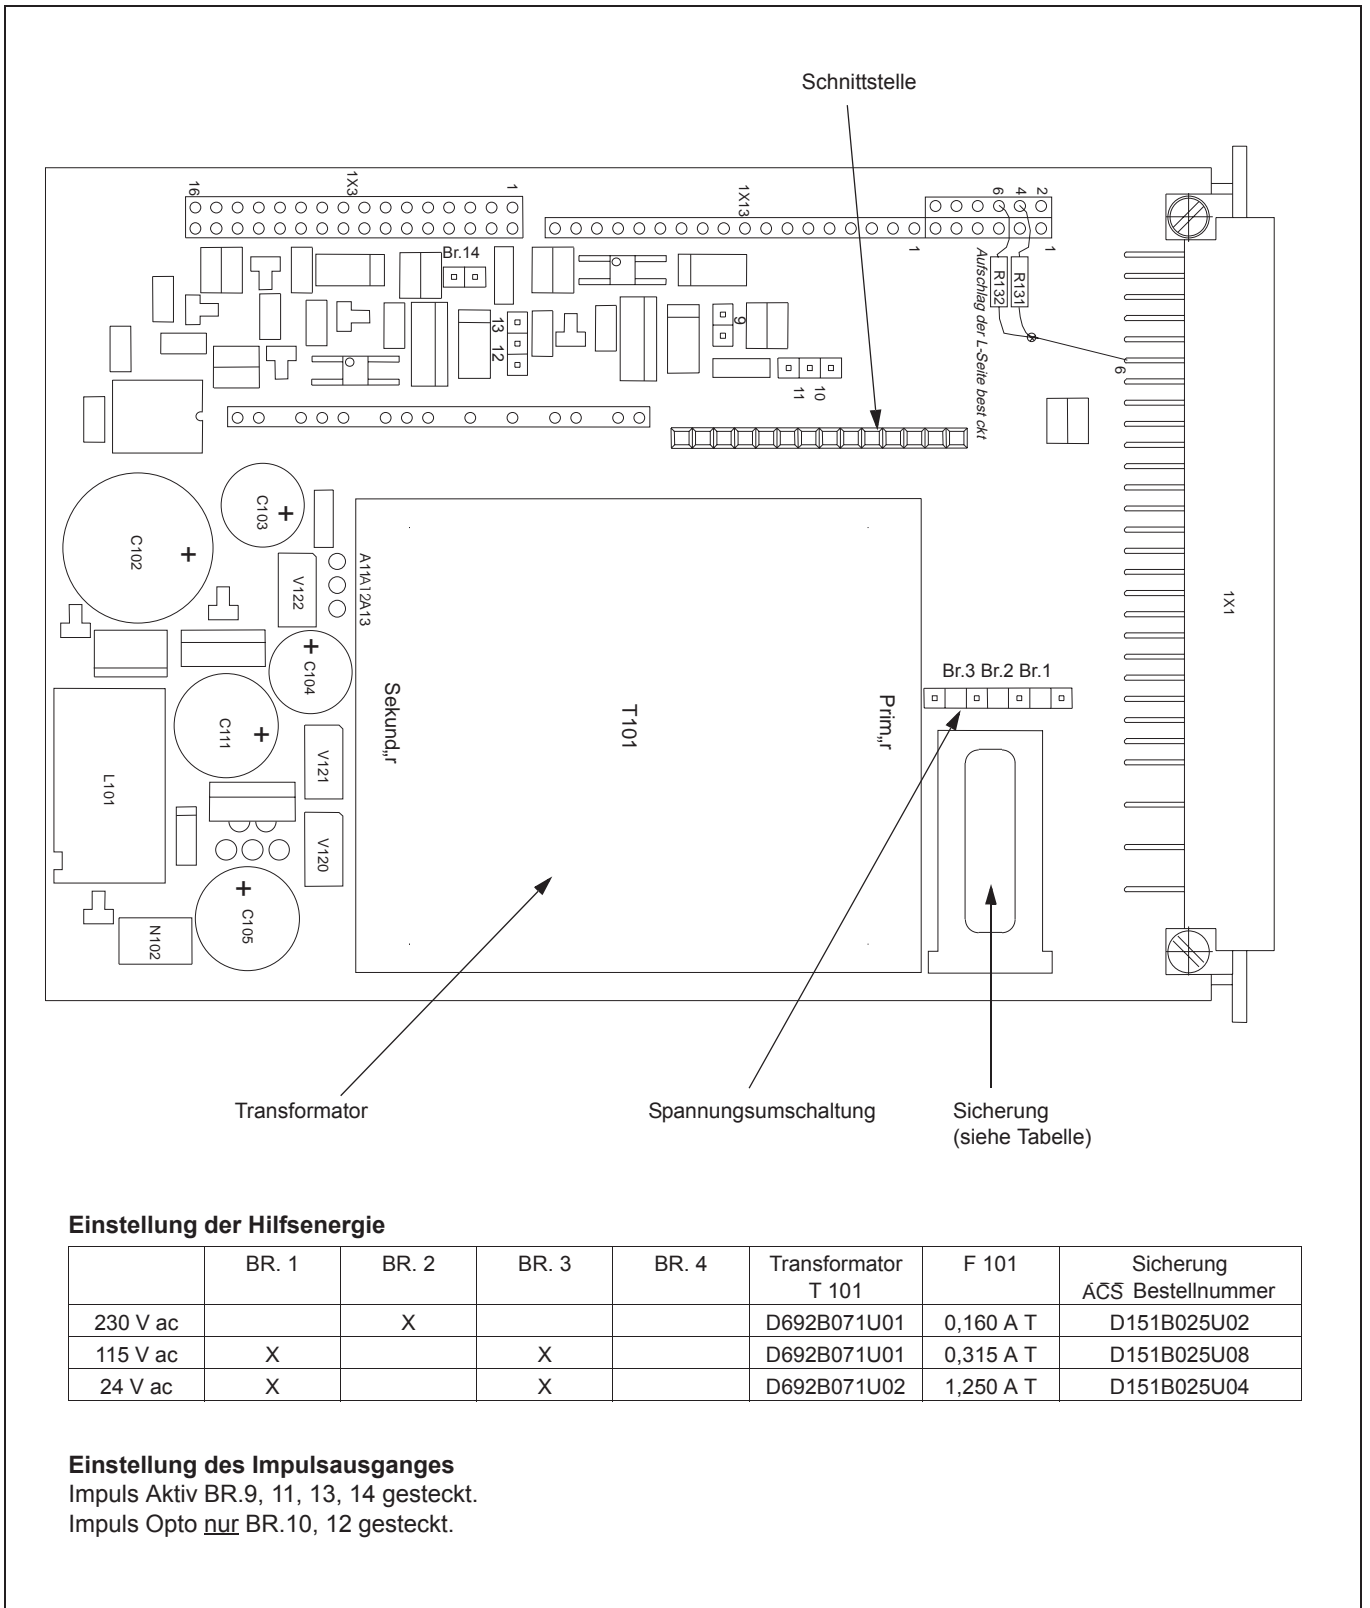 Schnittstelle
16 1X3 1
1X13
1
6 4 2
1
Br.14
13
12
9
11 10
R132 R131
Aufschlag der L-Seite best ckt
6
C103
C102
V122
A11A12A13
C104
C111
V121
L101
V120
C105
N102
Sekund„r
T101
Prim„r
Br.3 Br.2 Br.1
1X1
Transformator
Spannungsumschaltung
Sicherung
(siehe Tabelle)
Einstellung der Hilfsenergie
BR. 1 BR. 2 BR. 3 BR. 4 Transformator F 101 Sicherung
T 101 ACS Bestellnummer
230 V ac X D692B071U01 0,160 A T D151B025U02
115 V ac X X D692B071U01 0,315 A T D151B025U08
24 V ac X X D692B071U02 1,250 A T D151B025U04
Einstellung des Impulsausganges
Impuls Aktiv BR.9, 11, 13, 14 gesteckt.
Impuls Opto nur BR.10, 12 gesteckt.